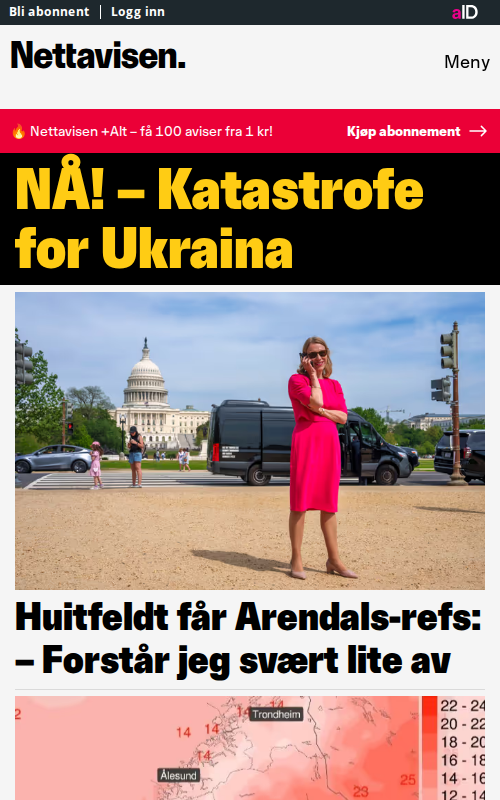 Bli abonnent
Logg inn
aID
Nettavisen.
Meny
🔥 Nettavisen +Alt – få 100 aviser fra 1 kr!
Kjøp abonnement →
NÅ! – Katastrofe
for Ukraina
Huitfeldt får Arendals-refs:
– Forstår jeg svært lite av
2
14
14
14
14
Trondheim
Ålesund
23
25
22 - 24
20 - 22
18 - 20
16 - 18
14 - 16
12 - 14